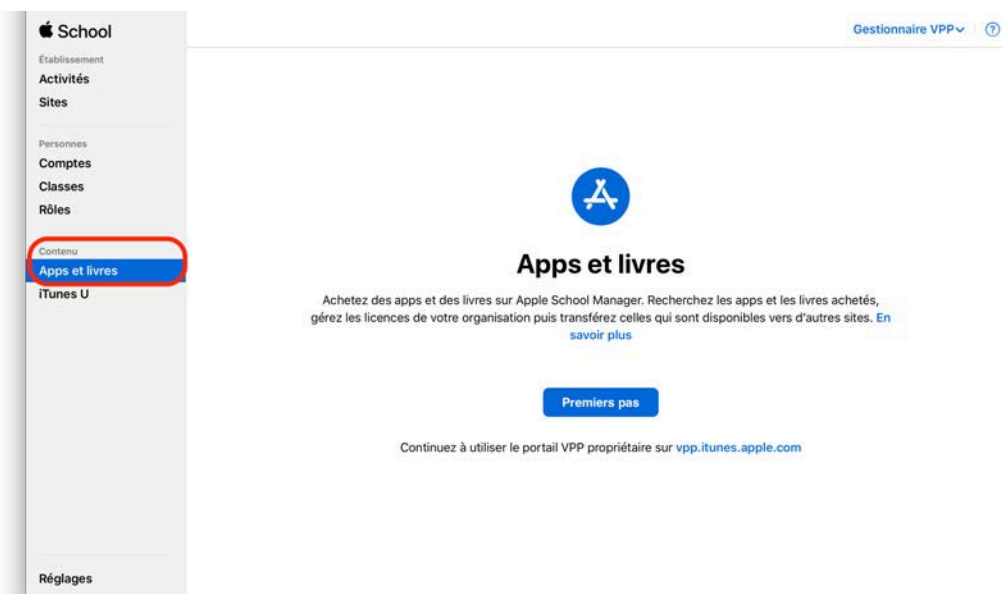 School
Gestionnaire VPP
?
Établissement
Activités
Sites
Personnes
Comptes
Classes
Rôles
Contenu
Apps et livres
iTunes U
Réglages
Apps et livres
Achetez des apps et des livres sur Apple School Manager. Recherchez les apps et les livres achetés,
gérez les licences de votre organisation puis transférez celles qui sont disponibles vers d'autres sites. En
savoir plus
Premiers pas
Continuez à utiliser le portail VPP propriétaire sur vpp.itunes.apple.com